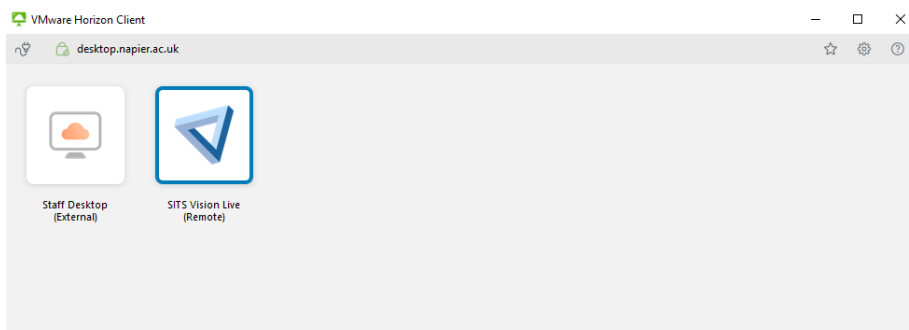 VMware Horizon Client
desktop.napier.ac.uk
Staff Desktop
(External)
SITS Vision Live
(Remote)